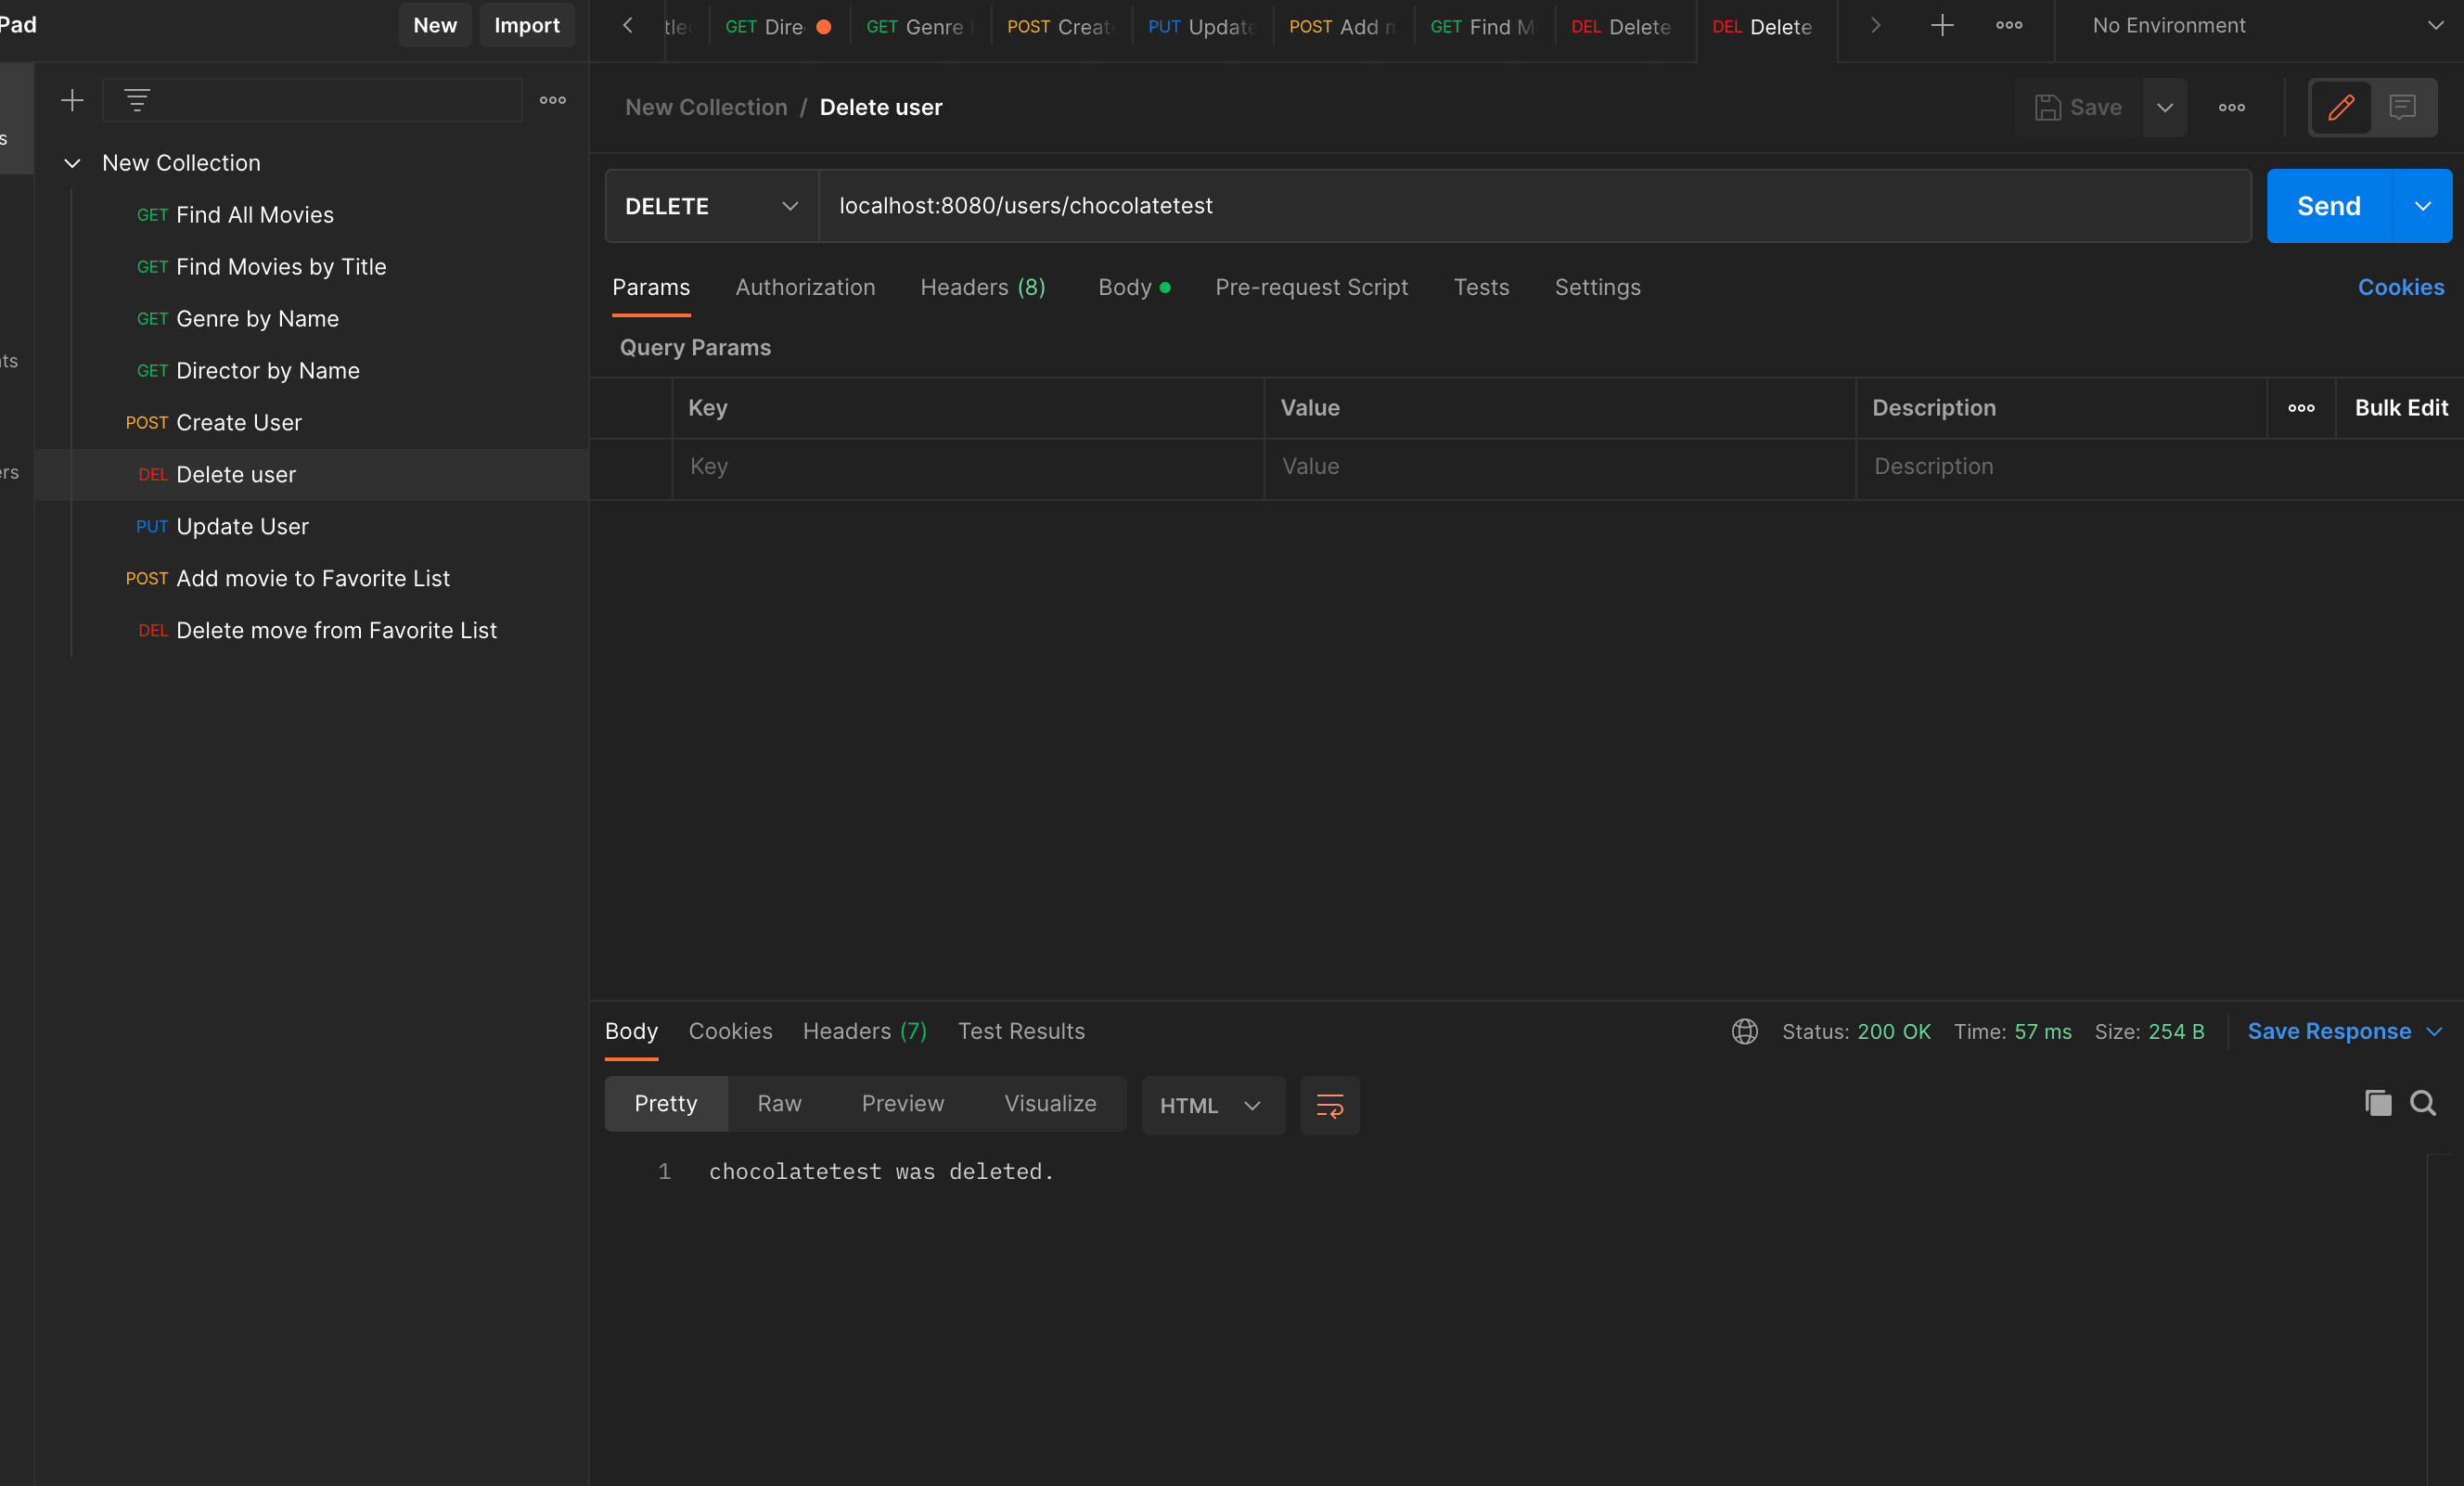 Pad New Import
GET Dire GET Genre POST Creat PUT Update POST Add GET Find M DEL Delete DEL Delete No Environment
New Collection / Delete user Save
s
New Collection
GET Find All Movies
GET Find Movies by Title
GET Genre by Name
GET Director by Name
POST Create User
DEL Delete user
PUT Update User
POST Add movie to Favorite List
DEL Delete move from Favorite List
ts
ers
DELETE localhost:8080/users/chocolatetest Send
Params Authorization Headers (8) Body Pre-request Script Tests Settings Cookies
Query Params
Key Value Description Bulk Edit
Key Value Description
Body Cookies Headers (7) Test Results Status: 200 OK Time: 57 ms Size: 254 B Save Response
Pretty Raw Preview Visualize HTML
1 chocolatetest was deleted.